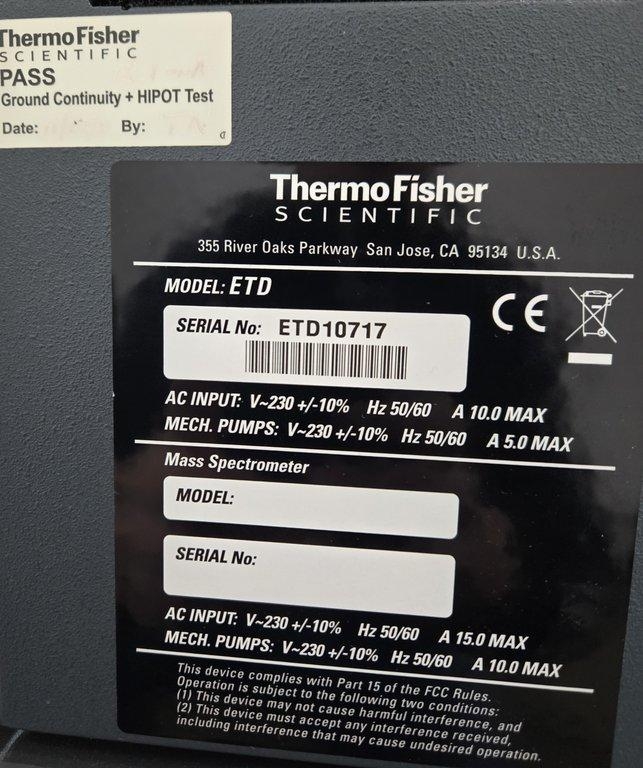 ThermoFisher
SCIENTIFIC
PASS
Ground Continuity + HIPOT Test
Date: By:
ThermoFisher
SCIENTIFIC
355 River Oaks Parkway San Jose, CA 95134 U.S.A.
MODEL: ETD
SERIAL No: ETD10717
CE
AC INPUT: V~230 +/-10% Hz 50/60 A 10.0 MAX
MECH. PUMPS: V~230 +/-10% Hz 50/60 A 5.0 MAX
Mass Spectrometer
MODEL:
SERIAL No:
AC INPUT: V~230 +/-10% Hz 50/60 A 15.0 MAX
MECH. PUMPS: V~230 +/-10% Hz 50/60 A 10.0 MAX
This device complies with Part 15 of the FCC Rules.
Operation is subject to the following two conditions:
(1) This device may not cause harmful interference, and
(2) This device must accept any interference received,
including interference that may cause undesired operation.